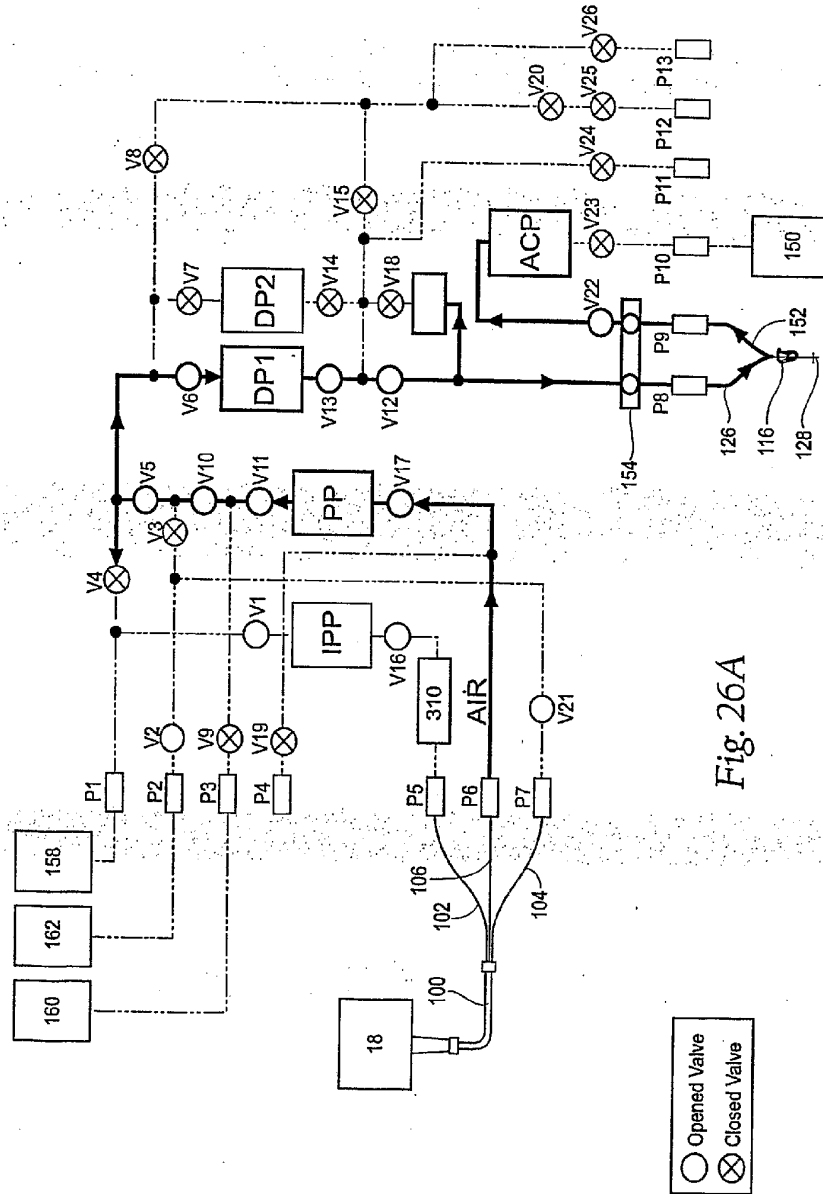 160
162
158
P1
P2
P3
P4
V2
V9
V19
V4
V5
V3
V10
V11
PP
V17
V1
IPP
V16
310
AIR
P5
P6
P7
V21
102
106
104
100
18
V6
DP1
V13
V12
V7
DP2
V14
V18
V8
V15
V20
V26
V25
V24
V23
V22
ACP
P13
P12
P11
P10
P9
P8
150
154
152
126
116
128
Opened Valve
Closed Valve
Fig. 26A